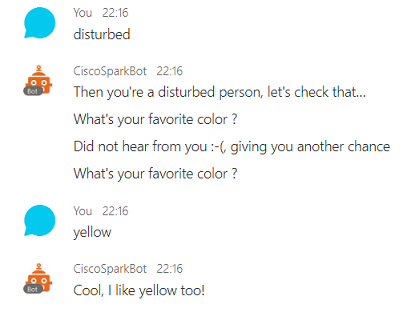 You 22:16
disturbed
CiscoSparkBot 22:16
Then you're a disturbed person, let's check that...
What's your favorite color ?
Did not hear from you :-(, giving you another chance
What's your favorite color ?
Bot
You 22:16
yellow
CiscoSparkBot 22:16
Cool, I like yellow too!
Bot